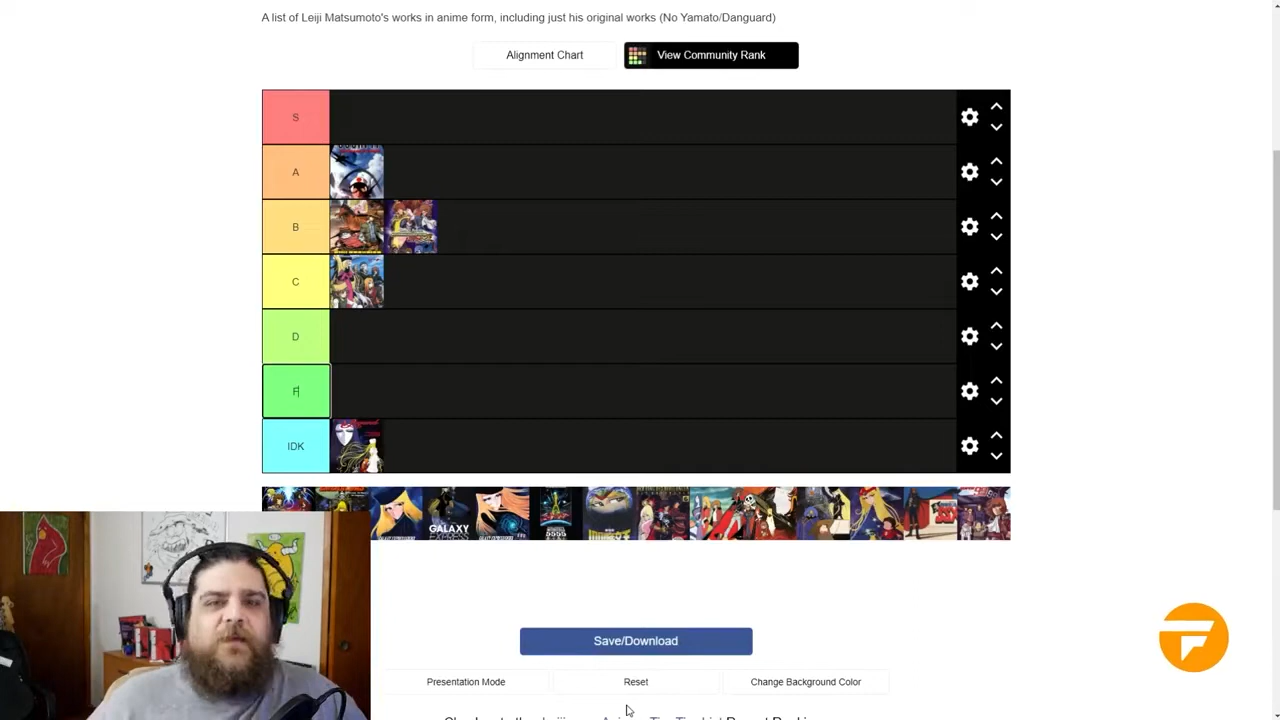 A list of Leiji Matsumoto's works in anime form, including just his original works (No Yamato/Danguard)
Alignment Chart
View Community Rank
S
A
B
C
D
F
IDK
GALAXY
Save/Download
Presentation Mode
Reset
Change Background Color